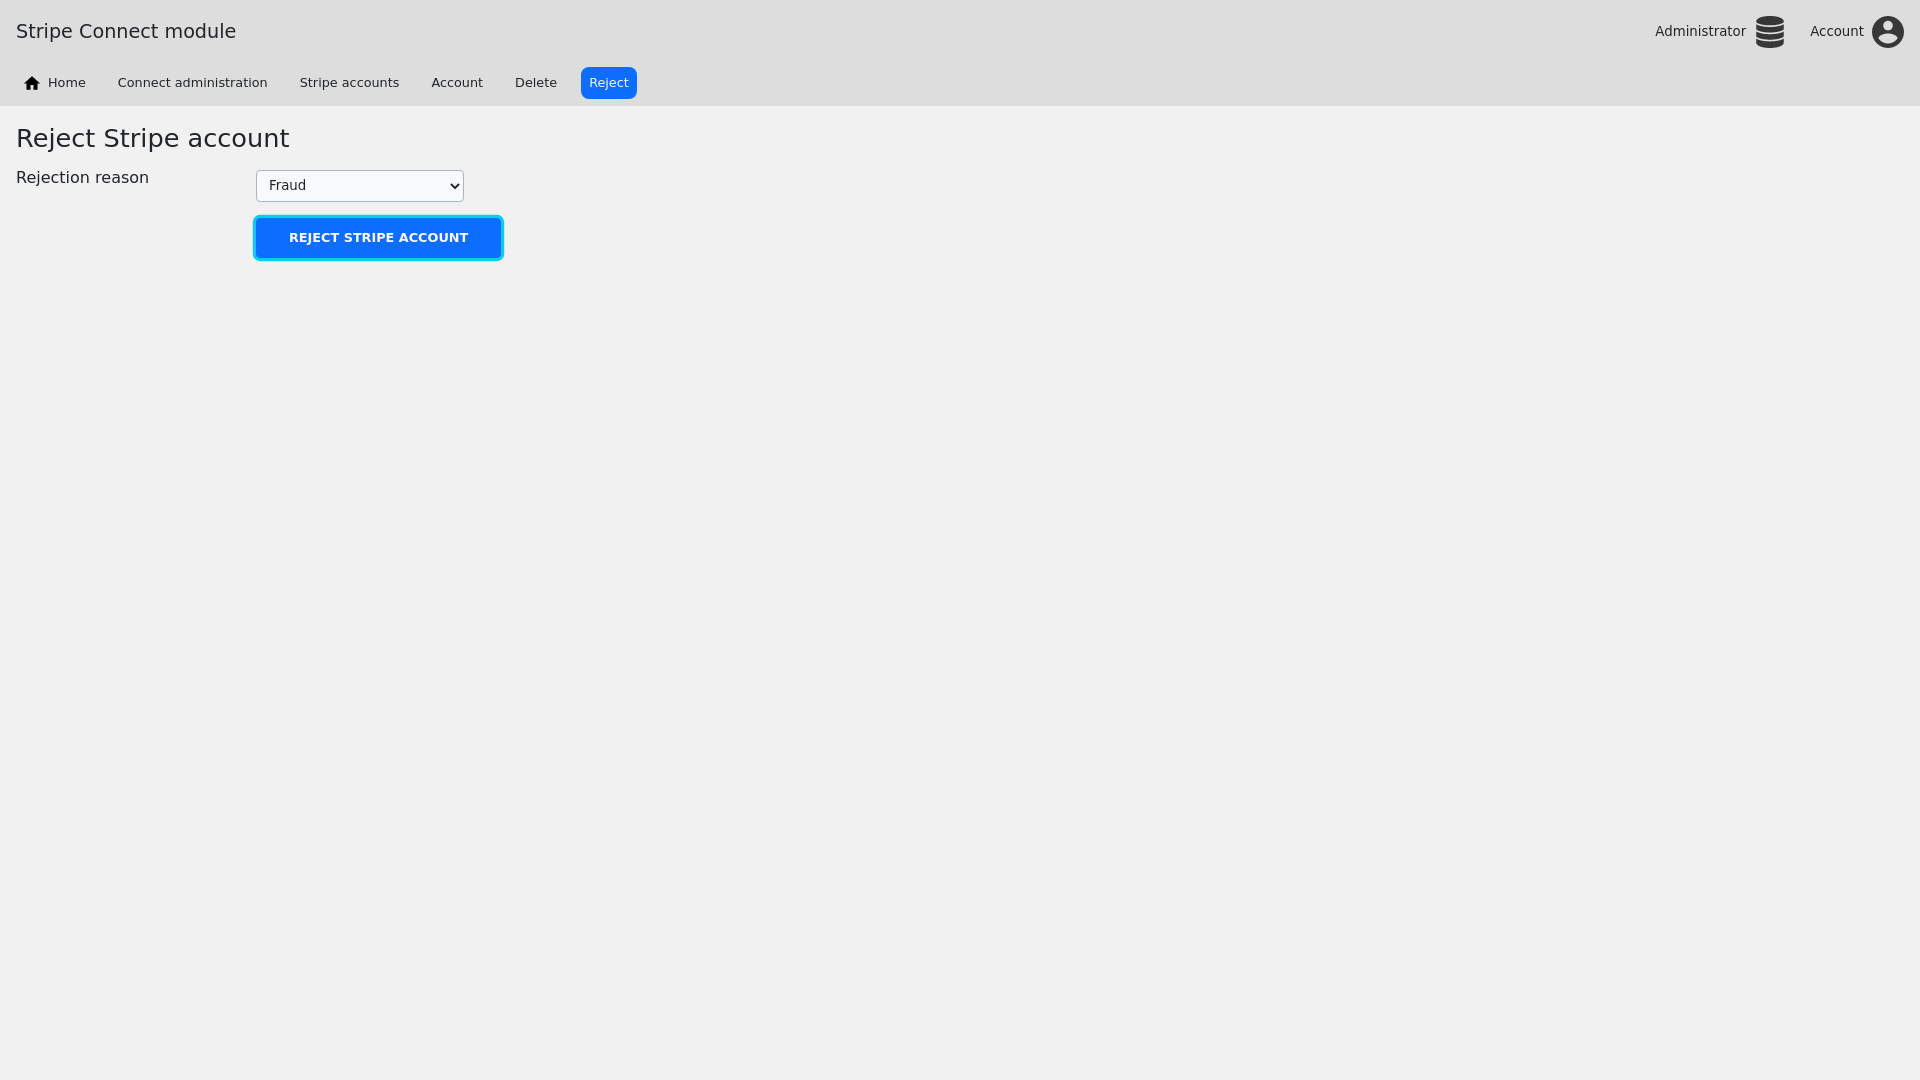 Stripe Connect module
Administrator
Account
Home
Connect administration
Stripe accounts
Account
Delete
Reject
Reject Stripe account
Rejection reason
Fraud
REJECT STRIPE ACCOUNT